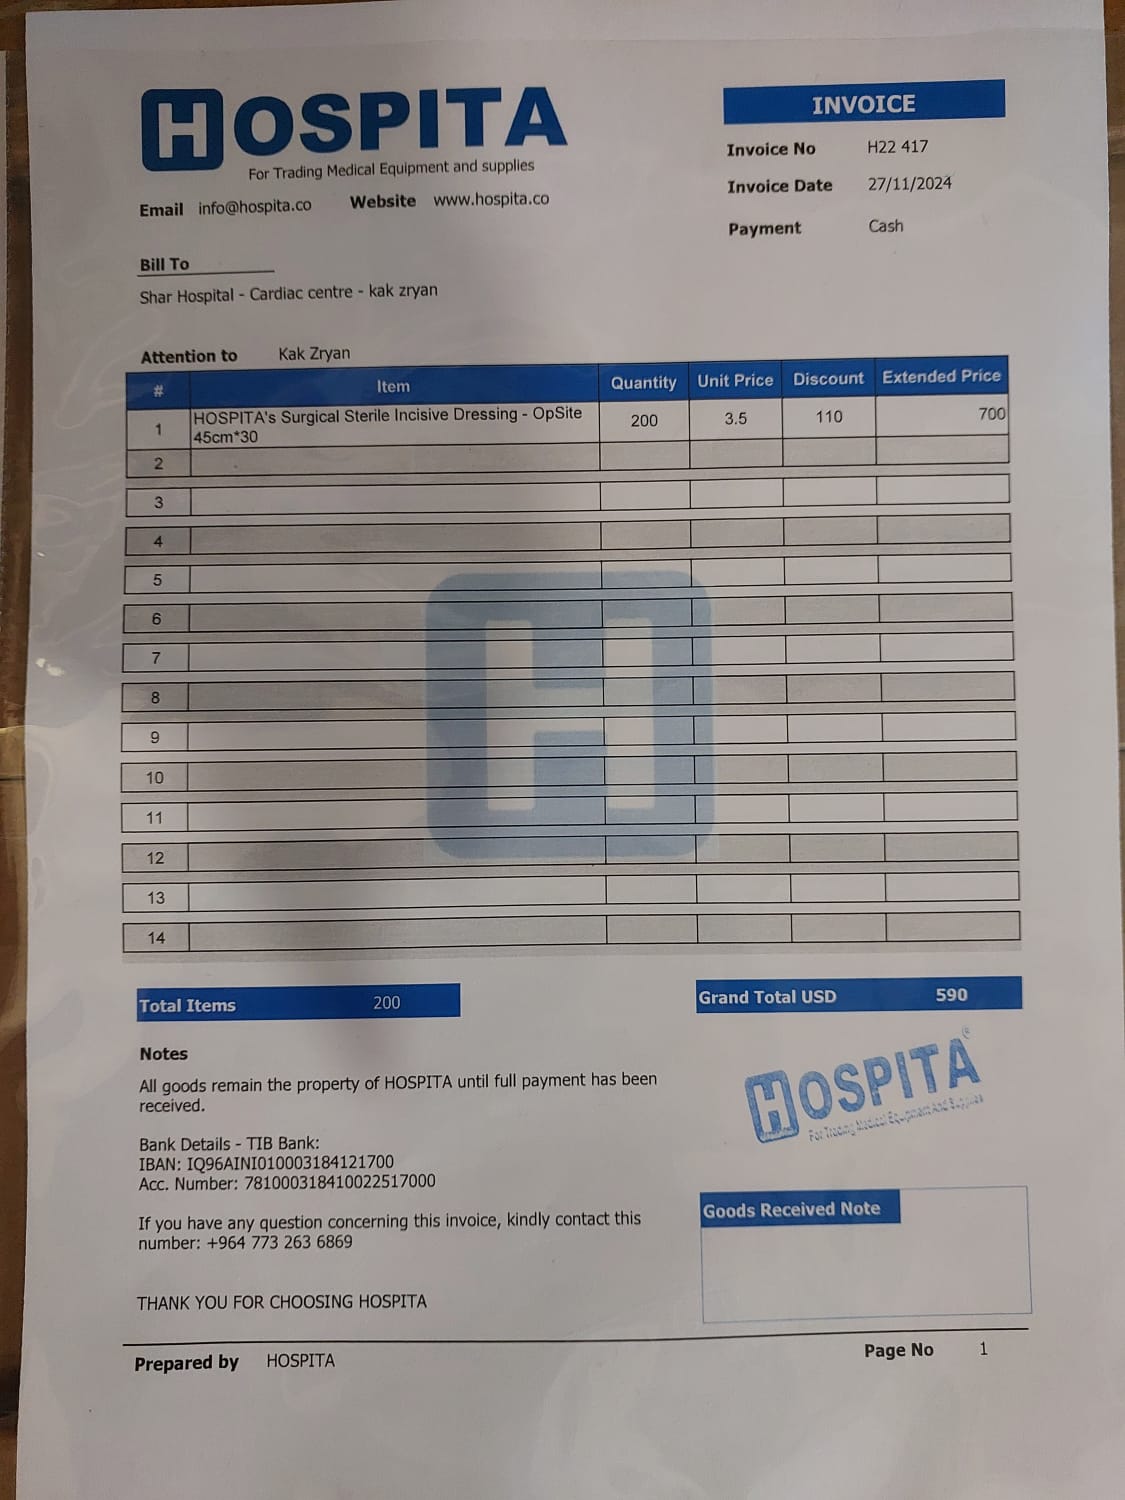 HOSPITA
For Trading Medical Equipment and supplies
Email info@hospita.co Website www.hospita.co
INVOICE
Invoice No H22 417
Invoice Date 27/11/2024
Payment Cash
Bill To
Shar Hospital - Cardiac centre - kak zryan
Attention to Kak Zryan
# Item Quantity Unit Price Discount Extended Price
1 HOSPITA's Surgical Sterile Incisive Dressing - OpSite 200 3.5 110 700
45cm*30
2
3
4
5
6
7
8
9
10
11
12
13
14
H
Total Items 200
Grand Total USD 590
Notes
All goods remain the property of HOSPITA until full payment has been
received.
Bank Details - TIB Bank:
IBAN: IQ96AINI010003184121700
Acc. Number: 781000318410022517000
If you have any question concerning this invoice, kindly contact this
number: +964 773 263 6869
THANK YOU FOR CHOOSING HOSPITA
HOSPITA
For Trading Medical Equipment And Supplies
Goods Received Note
Prepared by HOSPITA
Page No 1